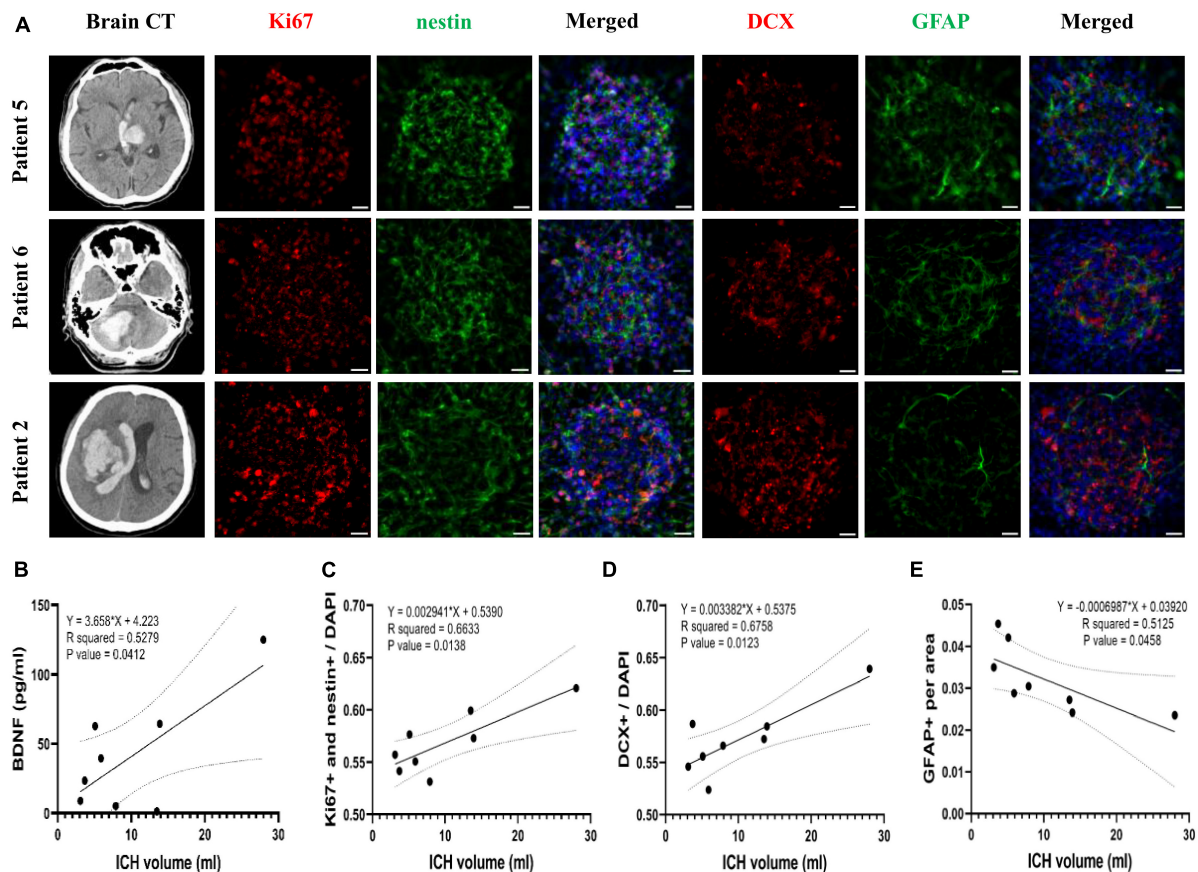 A Brain CT Ki67 nestin Merged DCX GFAP Merged
Patient 5
Patient 6
Patient 2
B
Y = 3.658*X + 4.223
R squared = 0.5279
P value = 0.0412
BDNF (pg/ml)
150
100
50
0
0 10 20 30
ICH volume (ml)
C
Y = 0.002941*X + 0.5390
R squared = 0.6633
P value = 0.0138
Ki67+ and nestin+ / DAPI
0.70
0.65
0.60
0.55
0.50
0 10 20 30
ICH volume (ml)
D
Y = 0.003382*X + 0.5375
R squared = 0.6758
P value = 0.0123
DCX+ / DAPI
0.70
0.65
0.60
0.55
0.50
0 10 20 30
ICH volume (ml)
E
Y = -0.0006987*X + 0.03920
R squared = 0.5125
P value = 0.0458
GFAP+ per area
0.05
0.04
0.03
0.02
0.01
0.00
0 10 20 30
ICH volume (ml)